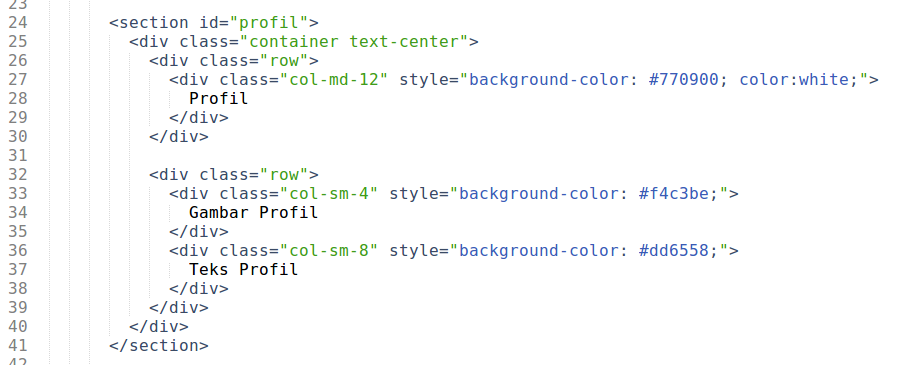 23
24 <section id="profil">
25 <div class="container text-center">
26 <div class="row">
27 <div class="col-md-12" style="background-color: #770900; color:white;">
28 Profil
29 </div>
30 </div>
31
32 <div class="row">
33 <div class="col-sm-4" style="background-color: #f4c3be;">
34 Gambar Profil
35 </div>
36 <div class="col-sm-8" style="background-color: #dd6558;">
37 Teks Profil
38 </div>
39 </div>
40 </div>
41 </section>
42